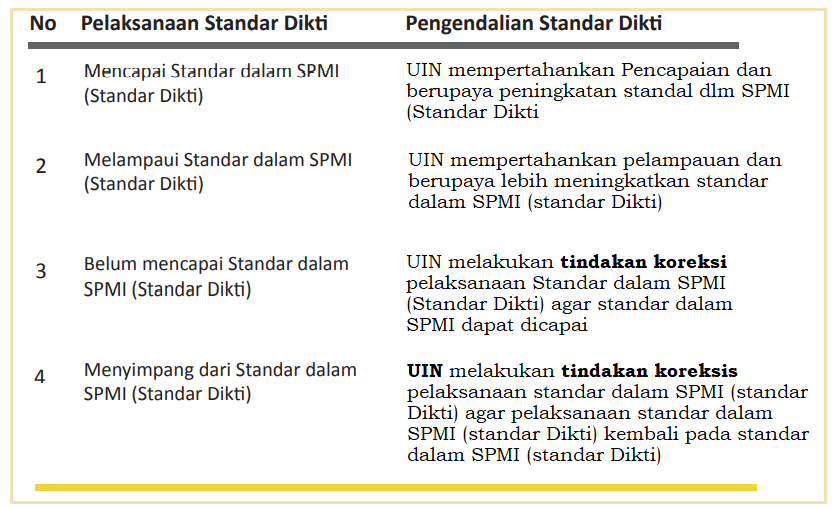 No Pelaksanaan Standar Dikti Pengendalian Standar Dikti
1 Mencapai Standar dalam SPMI
(Standar Dikti)
UIN mempertahankan Pencapaian dan
berupaya peningkatan standal dlm SPMI
(Standar Dikti
2 Melampaui Standar dalam SPMI
(Standar Dikti)
UIN mempertahankan pelampauan dan
berupaya lebih meningkatkan standar
dalam SPMI (standar Dikti)
3 Belum mencapai Standar dalam
SPMI (Standar Dikti)
UIN melakukan tindakan koreksi
pelaksanaan Standar dalam SPMI
(Standar Dikti) agar standar dalam
SPMI dapat dicapai
4 Menyimpang dari Standar dalam
SPMI (Standar Dikti)
UIN melakukan tindakan koreksis
pelaksanaan standar dalam SPMI (standar
Dikti) agar pelaksanaan standar dalam
SPMI (standar Dikti) kembali pada standar
dalam SPMI (standar Dikti)